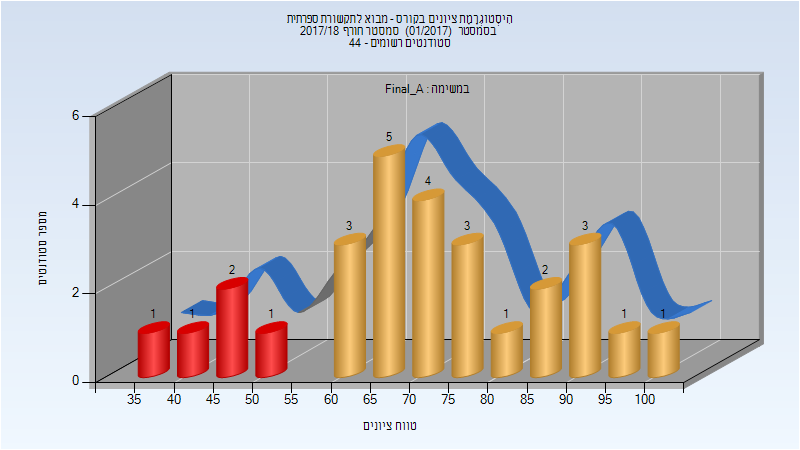 היסטוגרמת ציונים בקורס - מבוא לתקשורת ספרתית
בסמסטר (01/2017) סמסטר חורף 2017/18
סטודנטים רשומים - 44
במשימה : Final_A
מספר סטודנטים
6
4
2
0
1
1
2
1
3
5
4
3
1
2
3
1
1
35 40 45 50 55 60 65 70 75 80 85 90 95 100
טווח ציונים